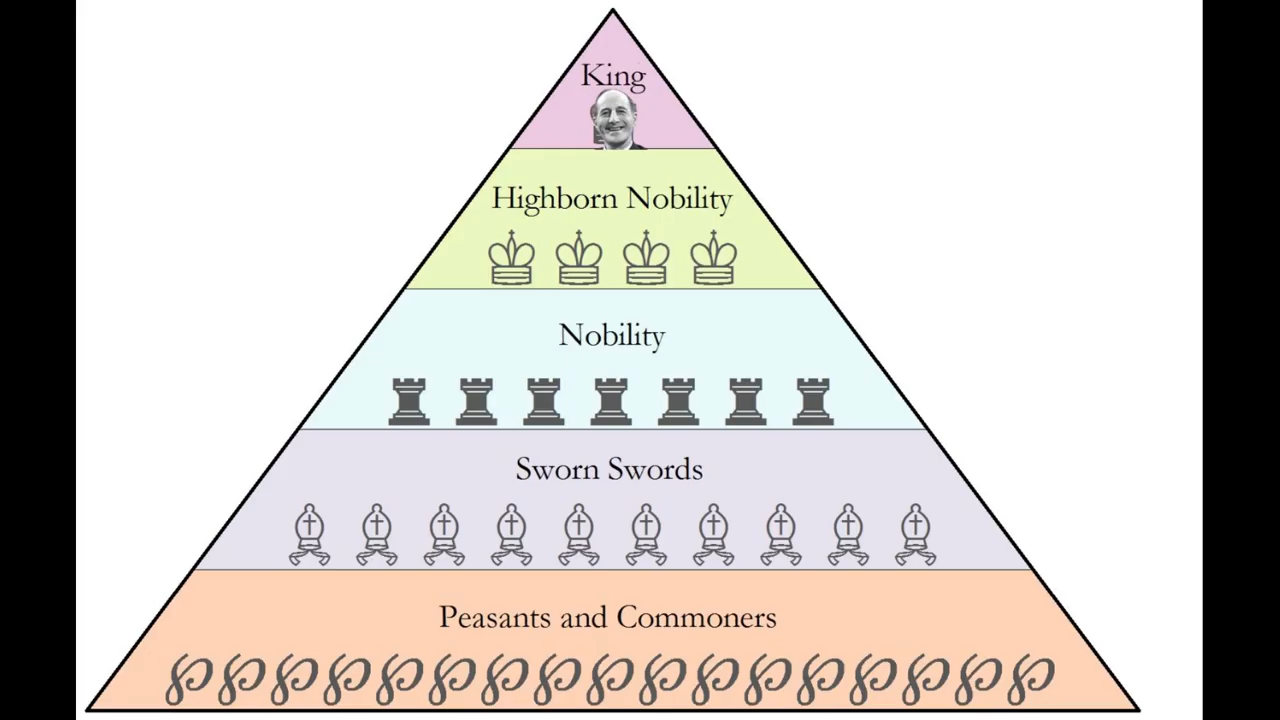 King
Highborn Nobility
Nobility
Sworn Swords
Peasants and Commoners